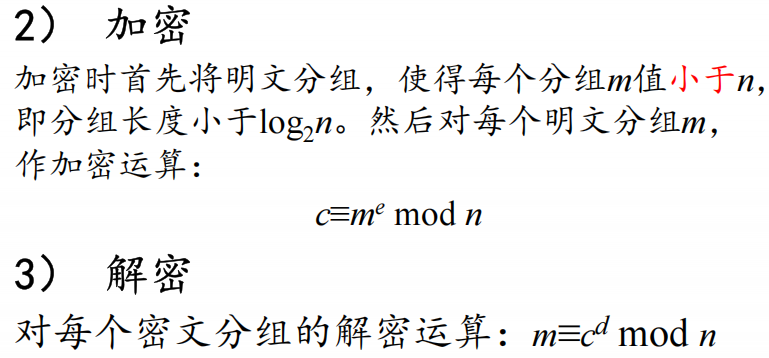 2） 加密
加密时首先将明文分组，使得每个分组m值小于n，
即分组长度小于log₂n。然后对每个明文分组m，
作加密运算：
c≡mᵉ mod n
3） 解密
对每个密文分组的解密运算：m≡cᵈ mod n